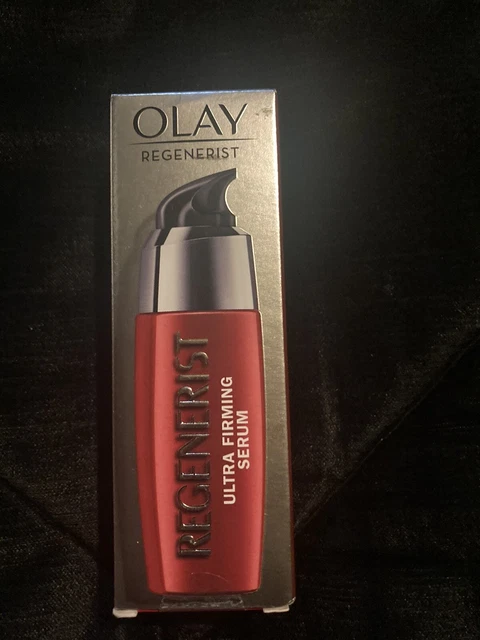 OLAY
REGENERIST
REGENERIST
ULTRA FIRMING
SERUM